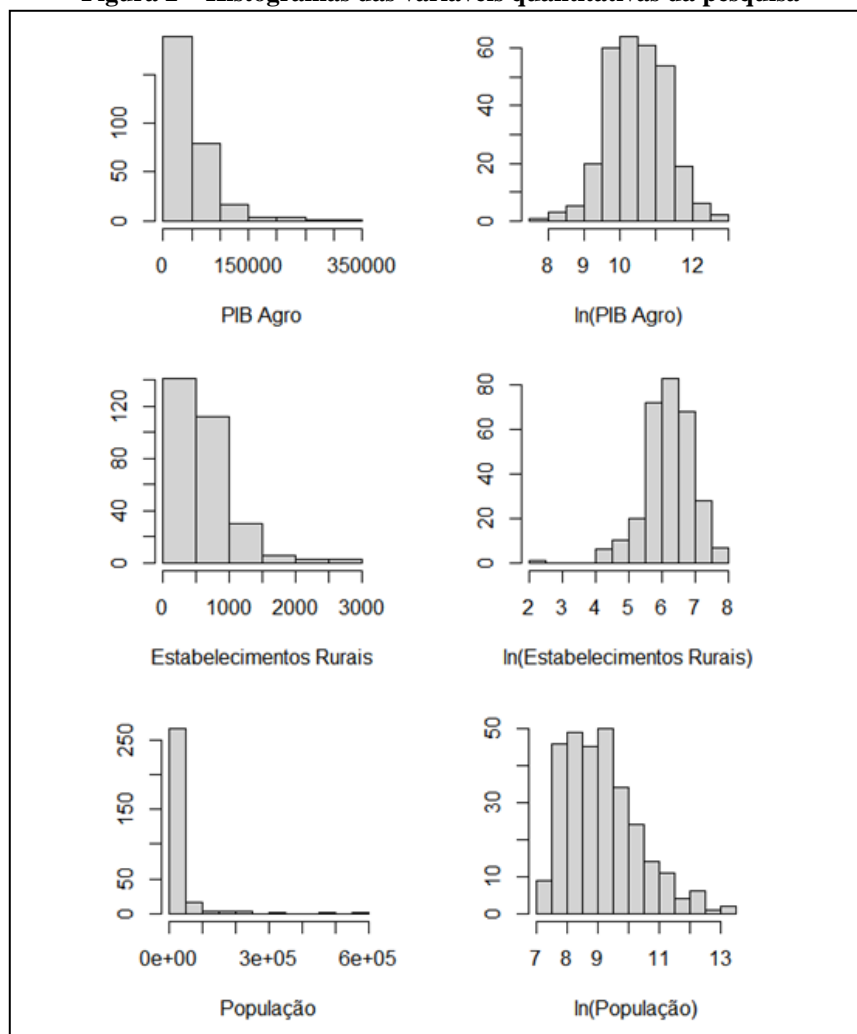 Figura 2 – Histogramas das variáveis quantitativas da pesquisa
100
50
0
0 150000 350000
PIB Agro
60
40
20
0
8 9 10 12
ln(PIB Agro)
120
80
40
0
0 1000 2000 3000
Estabelecimentos Rurais
80
60
40
20
0
2 3 4 5 6 7 8
ln(Estabelecimentos Rurais)
250
150
50
0
0e+00 3e+05 6e+05
População
50
30
10
0
7 8 9 11 13
ln(População)